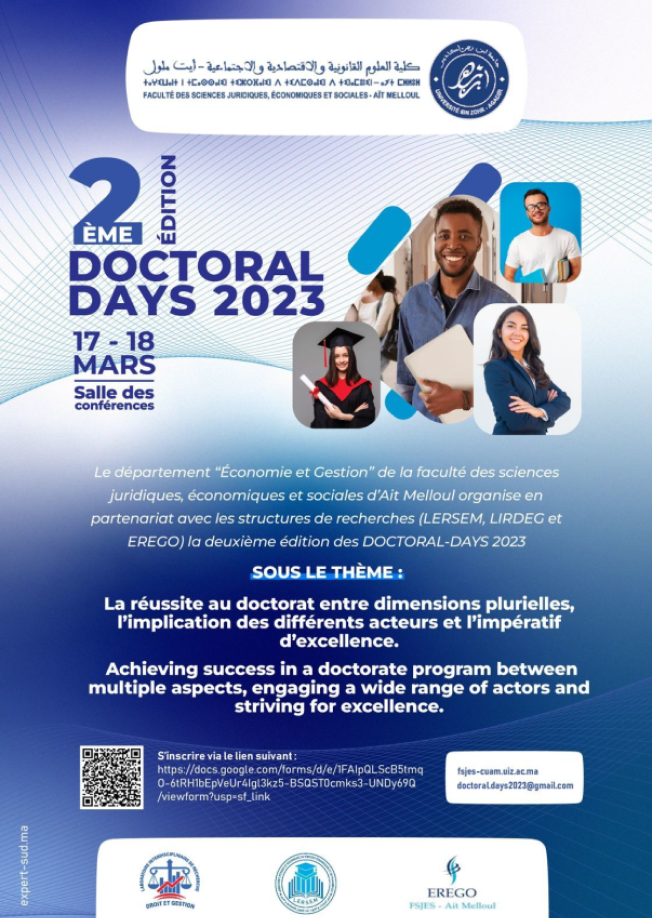 كلية العلوم القانونية والاقتصادية والاجتماعية - أيت ملول
FACULTÉ DES SCIENCES JURIDIQUES, ÉCONOMIQUES ET SOCIALES - AÏT MELLOUL
UNIVERSITÉ IBN ZOHR - AGADIR
2
ÈME
ÉDITION
DOCTORAL
DAYS 2023
17 - 18
MARS
Salle des
conférences
Le département “Économie et Gestion” de la faculté des sciences
juridiques, économiques et sociales d’Ait Melloul organise en
partenariat avec les structures de recherches (LERSEM, LIRDEG et
EREGO) la deuxième édition des DOCTORAL-DAYS 2023
SOUS LE THÈME :
La réussite au doctorat entre dimensions plurielles,
l’implication des différents acteurs et l’impératif
d’excellence.
Achieving success in a doctorate program between
multiple aspects, engaging a wide range of actors and
striving for excellence.
S’inscrire via le lien suivant :
https://docs.google.com/forms/d/e/1FAIpQLScB5tmq
O-6tRH1bEpVeUr4Igl3kz5-BSQST0cmks3-UNDy69Q
/viewform?usp=sf_link
fsjes-cuam.uiz.ac.ma
doctoral.days2023@gmail.com
expert-sud.ma
DROIT ET GESTION
LERSEM
EREGO
FSJES - Ait Melloul